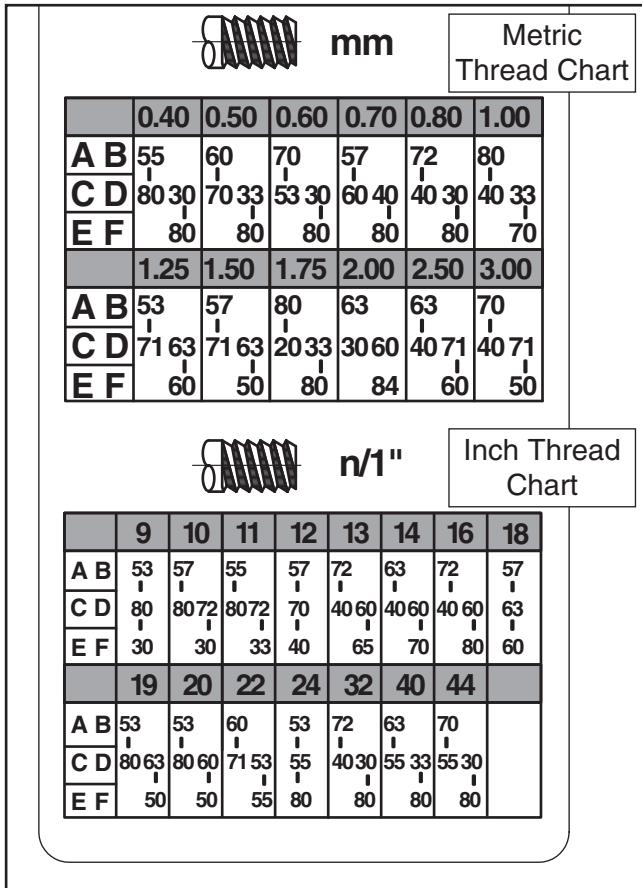 mm
Metric
Thread Chart
0.40 0.50 0.60 0.70 0.80 1.00
A B 55 60 70 57 72 80
C D 80 30 70 33 53 30 60 40 40 30 40 33
E F 80 80 80 80 80 70
1.25 1.50 1.75 2.00 2.50 3.00
A B 53 57 80 63 63 70
C D 71 63 71 63 20 33 30 60 40 71 40 71
E F 60 50 80 84 60 50
n/1"
Inch Thread
Chart
9 10 11 12 13 14 16 18
A B 53 57 55 57 72 63 72 57
C D 80 80 72 80 72 70 40 60 40 60 40 60 63
E F 30 30 33 40 65 70 80 60
19 20 22 24 32 40 44
A B 53 53 60 53 72 63 70
C D 80 63 80 60 71 53 55 40 30 55 33 55 30
E F 50 50 55 80 80 80 80